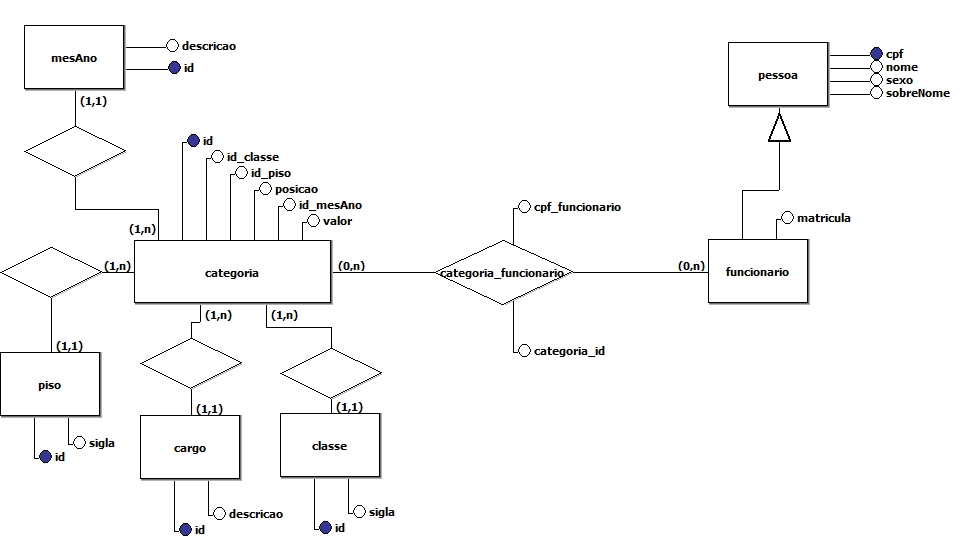 mesAno
descricao
id
(1,1)
pessoa
cpf
nome
sexo
sobreNome
id
id_classe
id_piso
posicao
id_mesAno
valor
(1,n)
categoria
(1,n)
(0,n)
cpf_funcionario
categoria_funcionario
categoria_id
(0,n)
matricula
funcionario
(1,n)
(1,n)
(1,1)
piso
sigla
id
(1,1)
cargo
descricao
id
(1,1)
classe
sigla
id